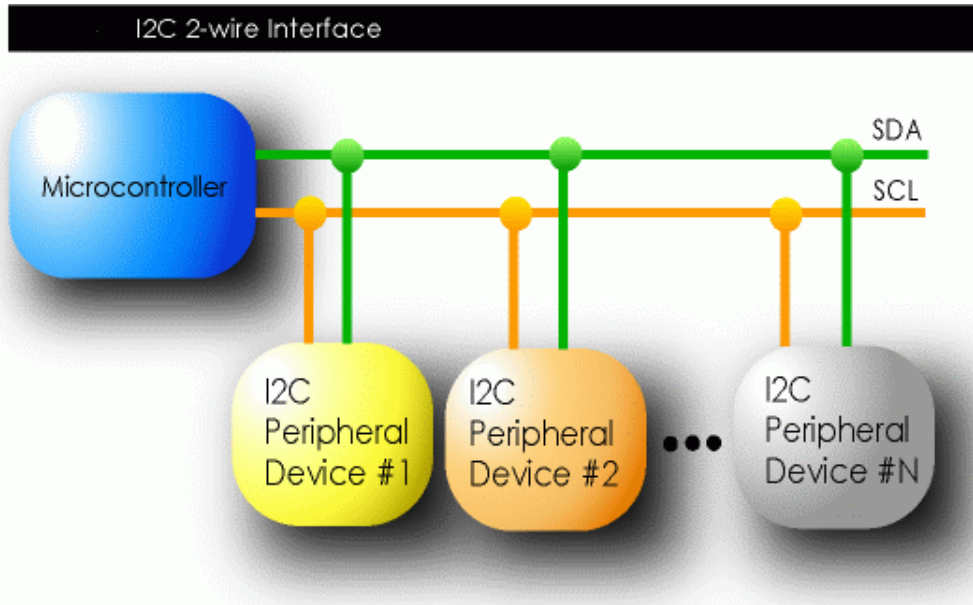 I2C 2-wire Interface
SDA
Microcontroller
SCL
I2C
Peripheral
Device #1
I2C
Peripheral
Device #2
I2C
Peripheral
Device #N